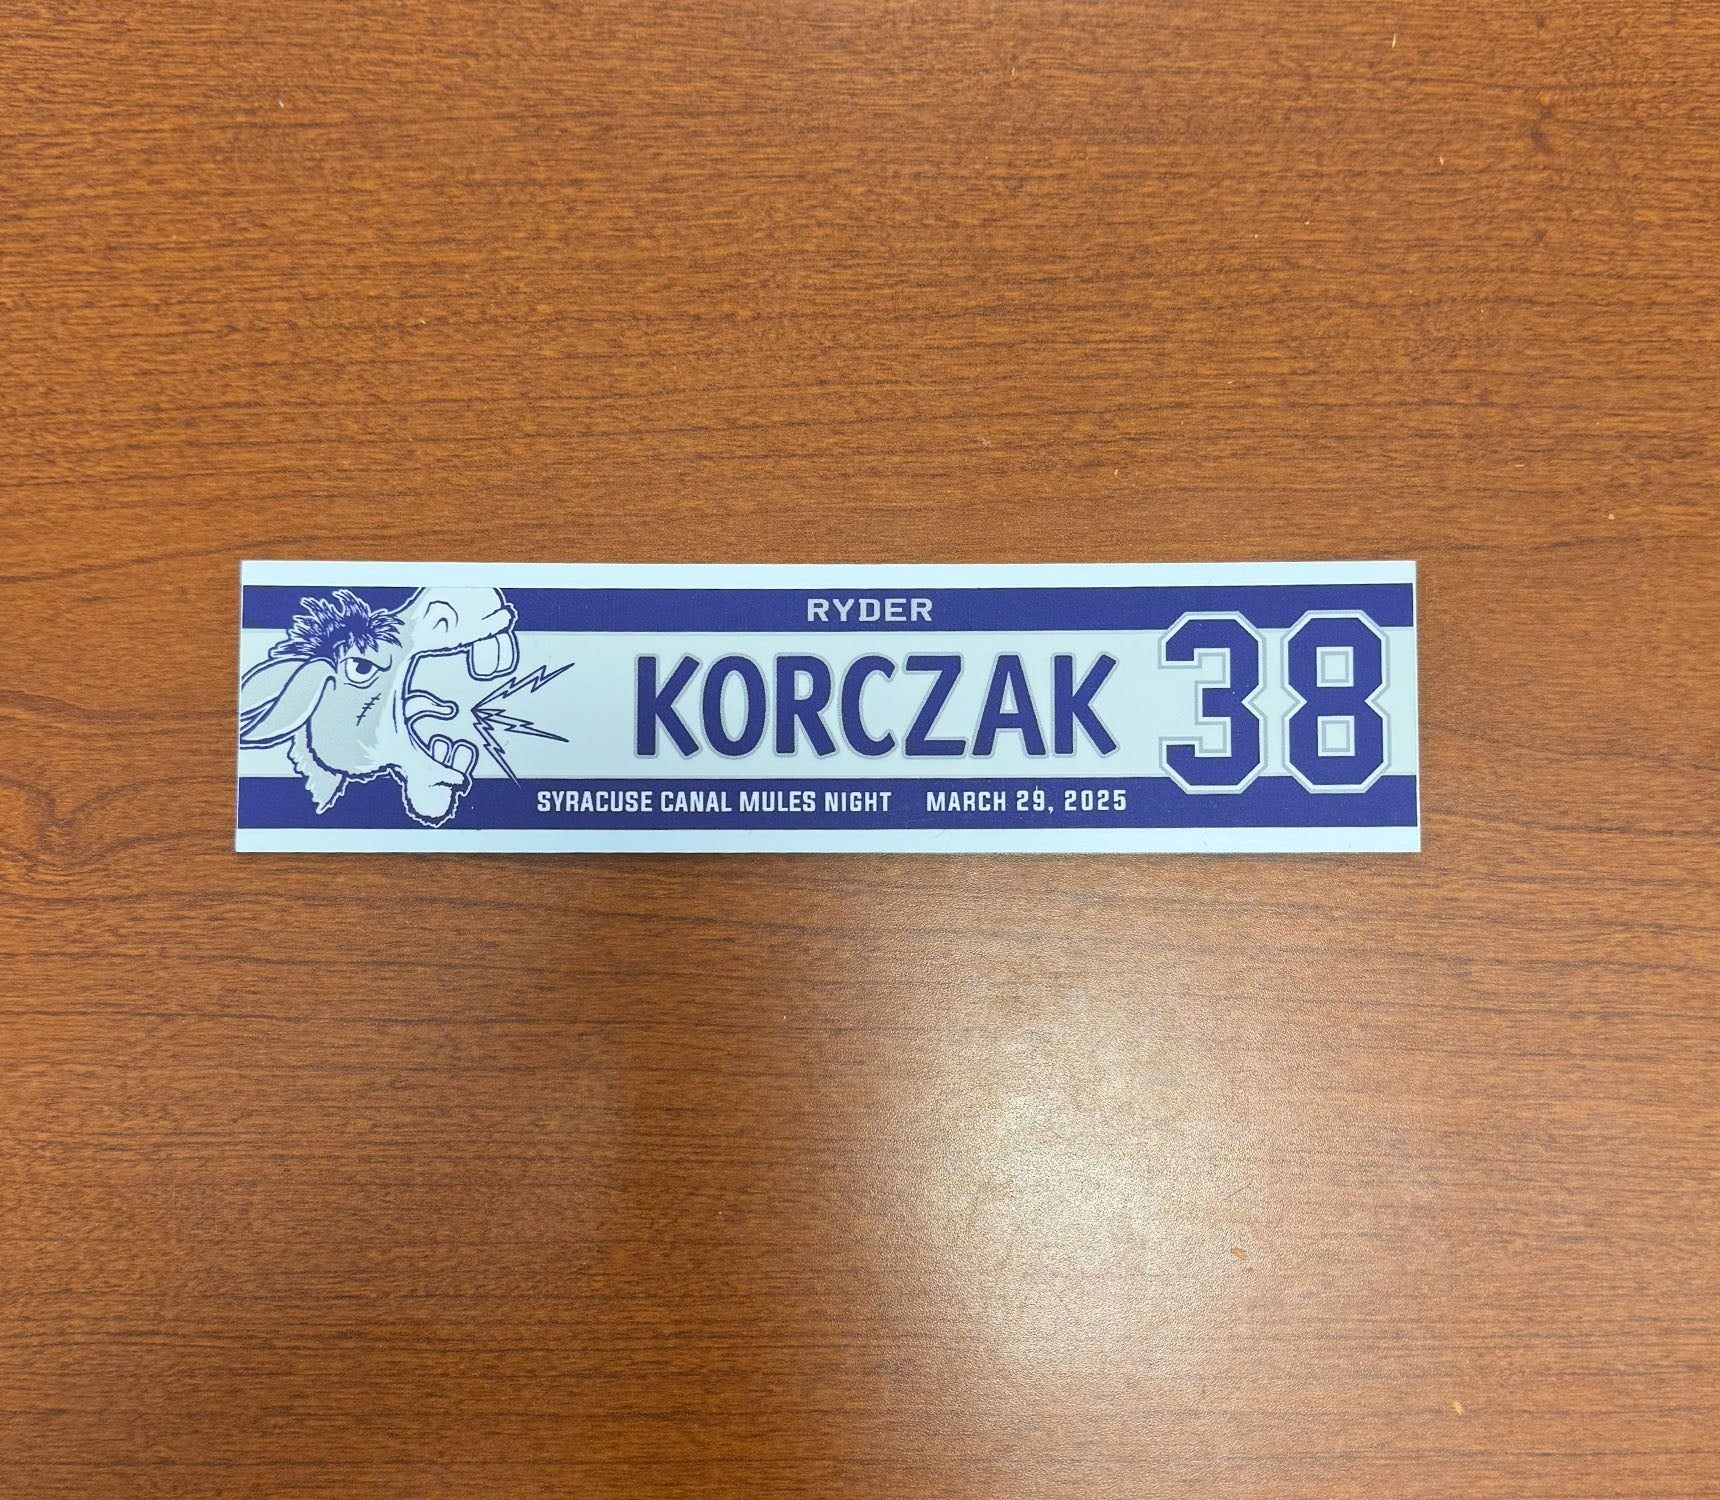 RYDER
KORCZAK 38
SYRACUSE CANAL MULES NIGHT MARCH 29, 2025